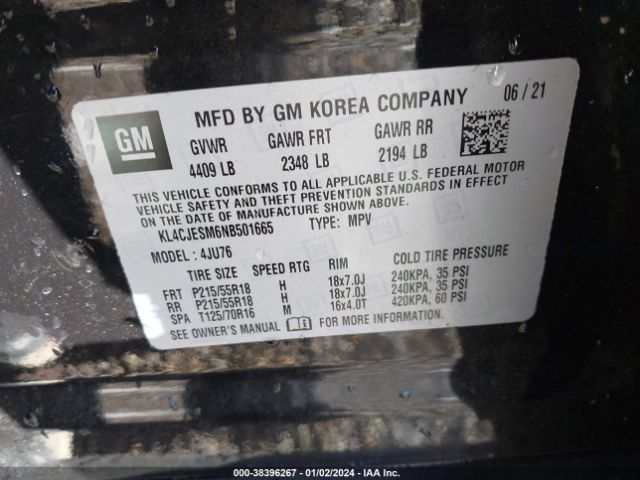 GM
MFD BY GM KOREA COMPANY 06 / 21
GVWR GAWR FRT GAWR RR
4409 LB 2348 LB 2194 LB
THIS VEHICLE CONFORMS TO ALL APPLICABLE U.S. FEDERAL MOTOR
VEHICLE SAFETY AND THEFT PREVENTION STANDARDS IN EFFECT
ON THE DATE OF MANUFACTURE SHOWN ABOVE.
KL4CJESM6NB501665 TYPE: MPV
MODEL: 4JU76
TIRE SIZE SPEED RTG RIM COLD TIRE PRESSURE
FRT P215/55R18 H 18x7.0J 240KPA, 35 PSI
RR P215/55R18 H 18x7.0J 240KPA, 35 PSI
SPA T125/70R16 M 16x4.0T 420KPA, 60 PSI
SEE OWNER'S MANUAL FOR MORE INFORMATION.
000-38396267 - 01/02/2024 - IAA Inc.